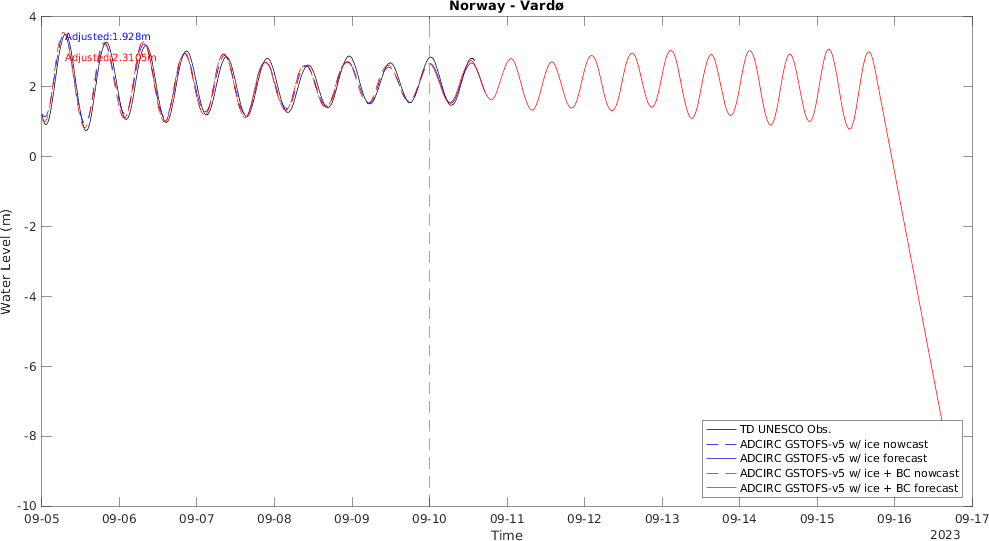 Norway - Vardø
Adjusted:1.928m
Adjusted:2.3105m
Water Level (m)
4
2
0
-2
-4
-6
-8
-10
09-05
09-06
09-07
09-08
09-09
09-10
09-11
09-12
09-13
09-14
09-15
09-16
09-17
Time
2023
TD UNESCO Obs.
ADCIRC GSTOFS-v5 w/ ice nowcast
ADCIRC GSTOFS-v5 w/ ice forecast
ADCIRC GSTOFS-v5 w/ ice + BC nowcast
ADCIRC GSTOFS-v5 w/ ice + BC forecast